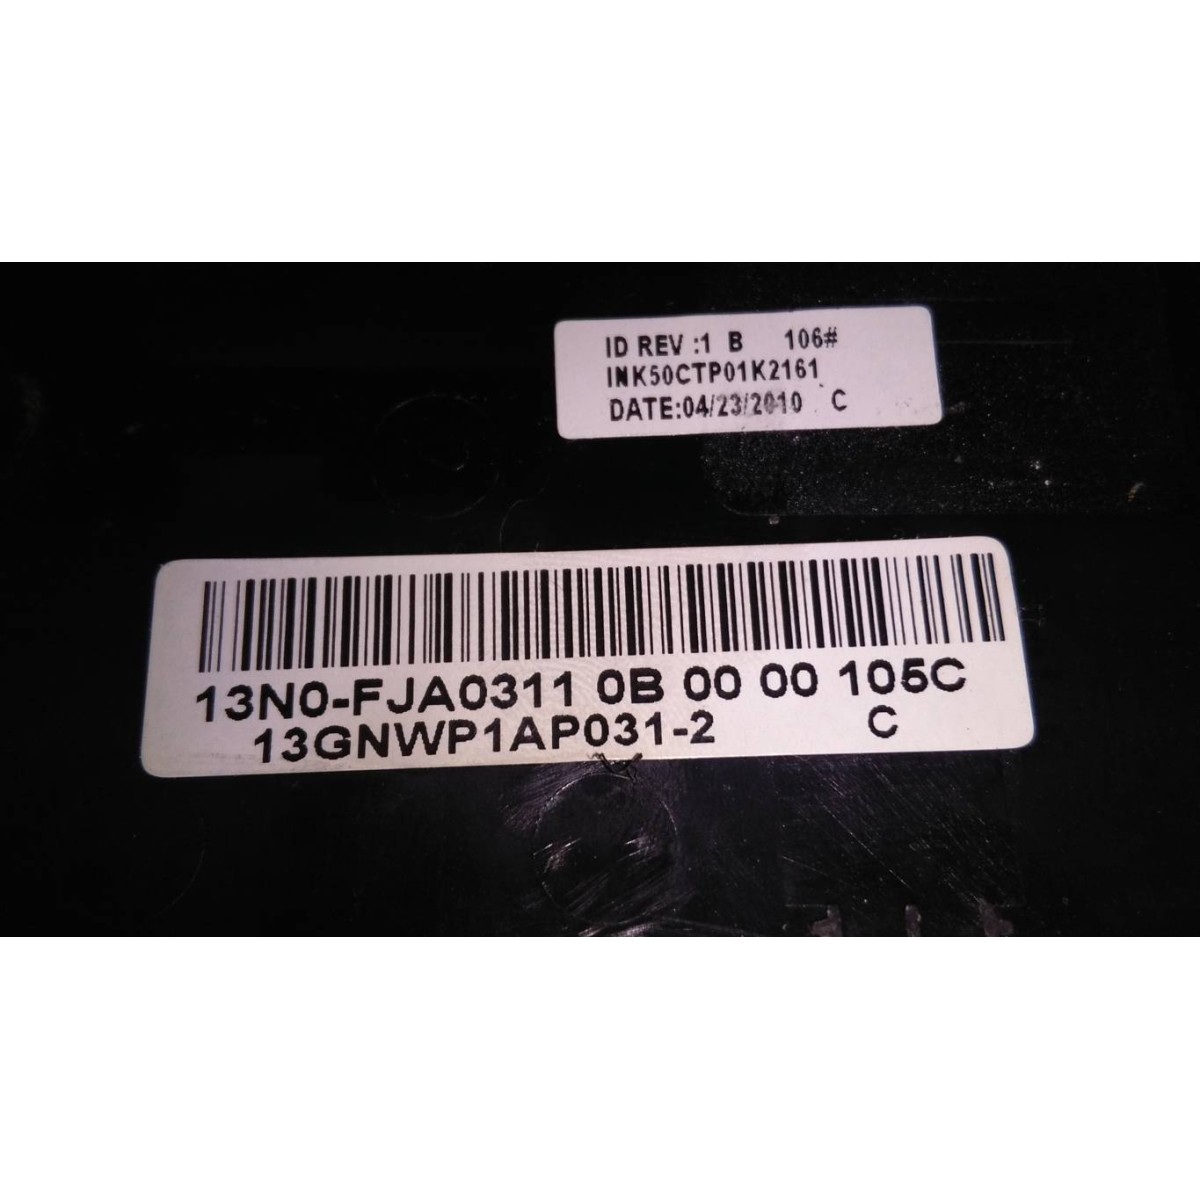 ID REV :1 B 106#
INK50CTP01K2161
DATE:04/23/2010 C
13N0-FJA0311 0B 00 00 105C
13GNWP1AP031-2 C